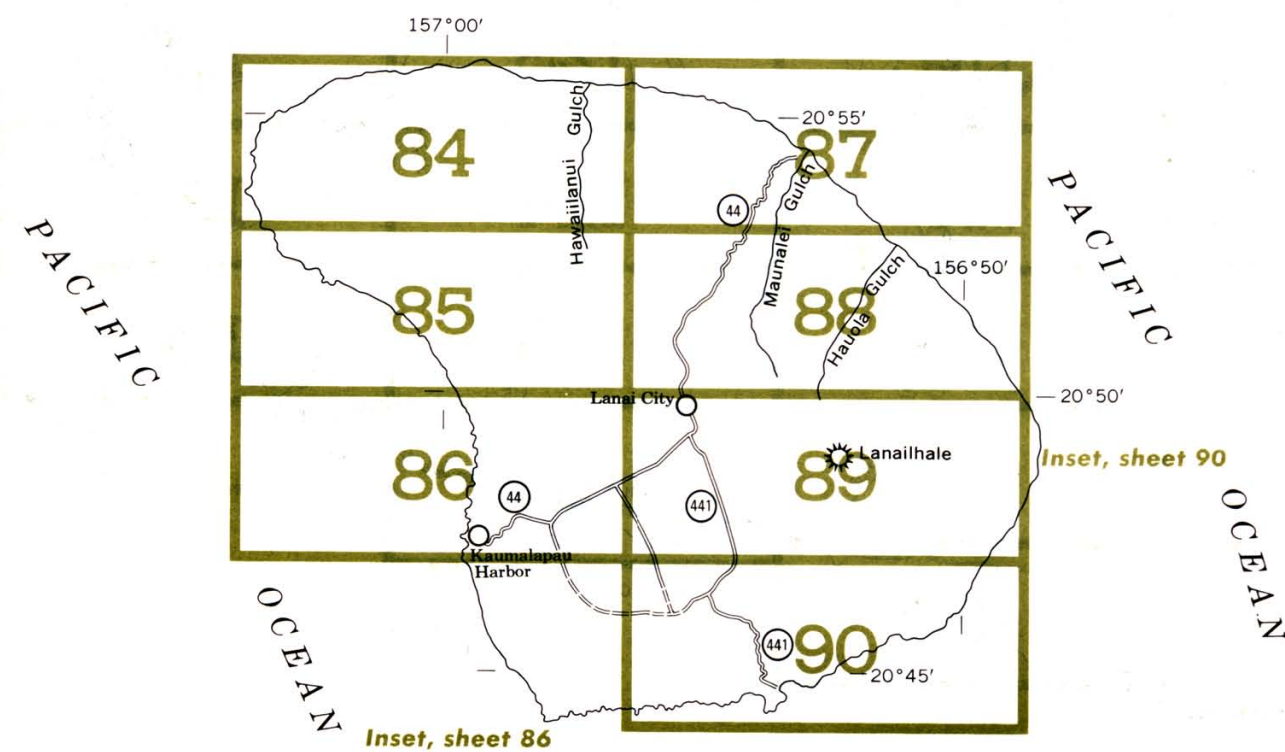 157°00′
84
Hawaiilanui Gulch
20°55′
87
44
Maunalei Gulch
PACIFIC
PACIFIC
85
88
Hauola Gulch
156°50′
Lanai City
20°50′
86
44
441
89
Lanailhale
Inset, sheet 90
Kaumalapau
Harbor
OCEAN
OCEAN
441
90
20°45′
Inset, sheet 86